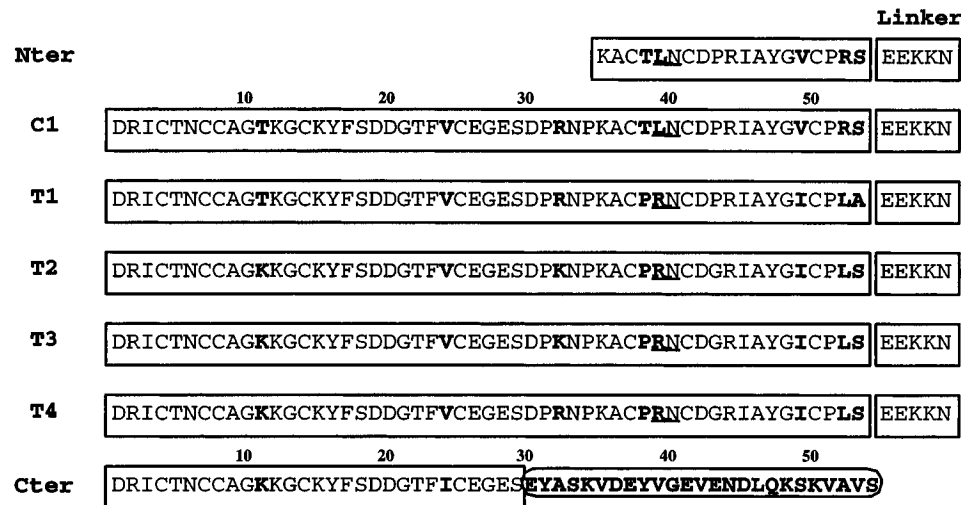 Linker
Nter KACTLNCDPRIAYGVCPRS EEKKN
10 20 30 40 50
C1 DRICTNCCAGTKGCKYFSDDGTFVCEGESDPRNPKACTLNCDPRIAYGVCPRS EEKKN
T1 DRICTNCCAGTKGCKYFSDDGTFVCEGESDPRNPKACPRNCDPRIAYGICPLA EEKKN
T2 DRICTNCCAGKKGCKYFSDDGTFVCEGESDPKNPKACPRNCDGRIAYGICPLS EEKKN
T3 DRICTNCCAGKKGCKYFSDDGTFVCEGESDPKNPKACPRNCDGRIAYGICPLS EEKKN
T4 DRICTNCCAGKKGCKYFSDDGTFVCEGESDPRNPKACPRNCDGRIAYGICPLS EEKKN
10 20 30 40 50
Cter DRICTNCCAGKKGCKYFSDDGTFICEGESEYASKVDEYVGEVENDLQKSKVAVS